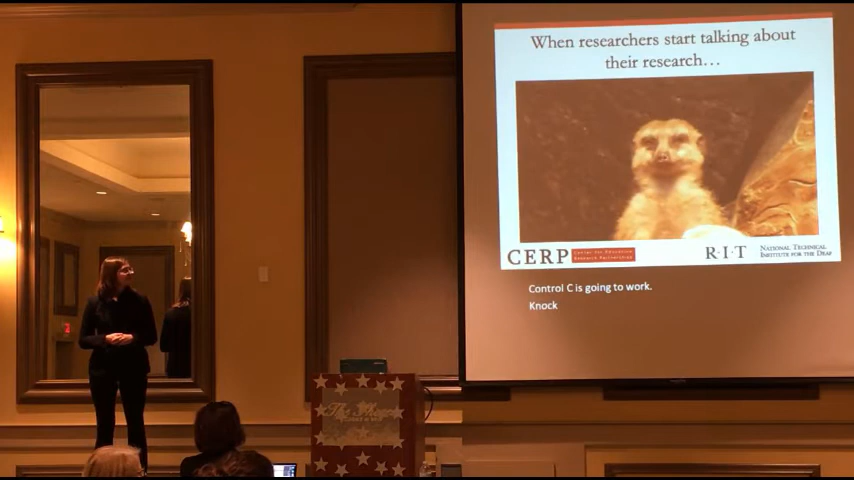 When researchers start talking about
their research…
CERP Center for Education
Research Partnerships
R·I·T
NATIONAL TECHNICAL
INSTITUTE FOR THE DEAF
Control C is going to work.
Knock